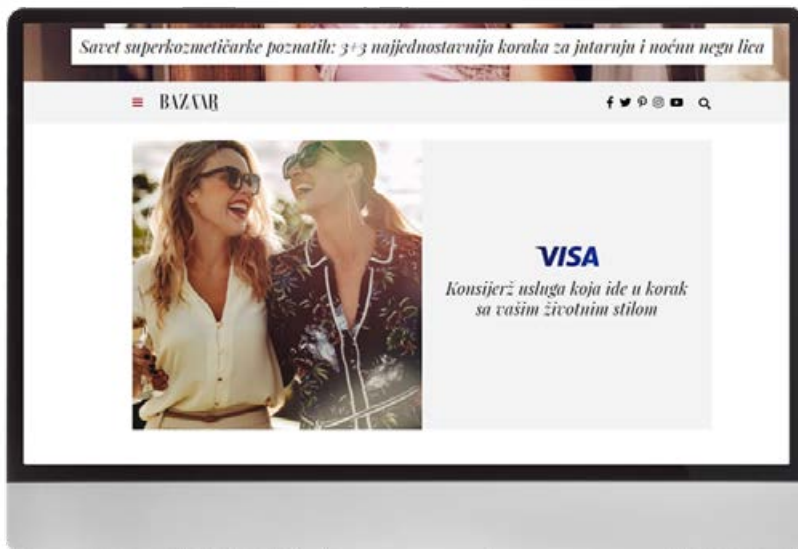 Savet superkozmetičarke poznatih: 3+3 najjednostavnija koraka za jutarnju i noćnu negu lica
BAZAAR
VISA
Konsijerž usluga koja ide u korak
sa vašim životnim stilom